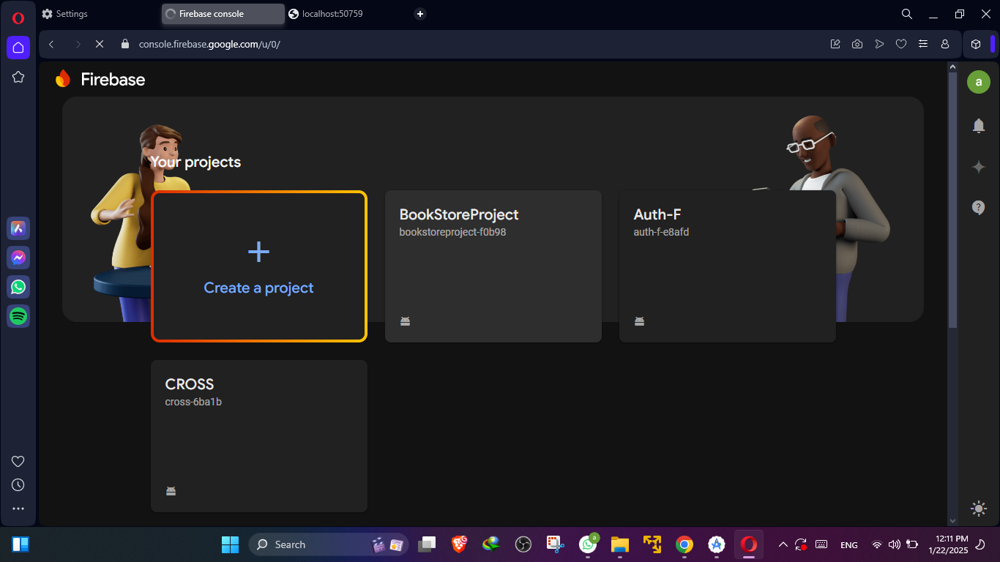 Settings
Firebase console
localhost:50759
console.firebase.google.com/u/0/
Firebase
a
Your projects
Create a project
BookStoreProject
bookstoreproject-f0b98
Auth-F
auth-f-e8afd
CROSS
cross-6ba1b
Search
a
ENG
12:11 PM
1/22/2025